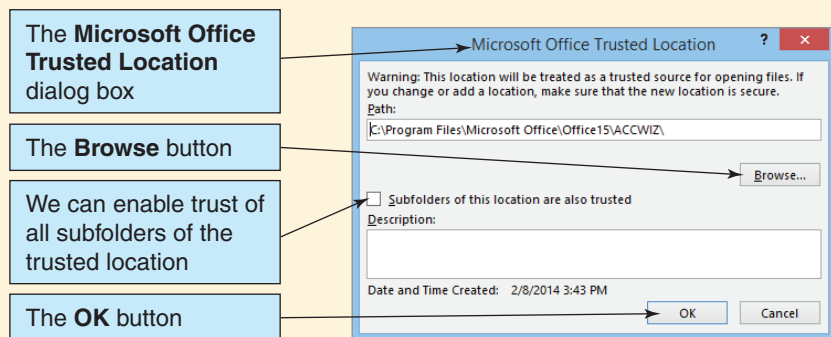 The Microsoft Office
Trusted Location
dialog box
The Browse button
We can enable trust of
all subfolders of the
trusted location
The OK button
Microsoft Office Trusted Location
?
×
Warning: This location will be treated as a trusted source for opening files. If
you change or add a location, make sure that the new location is secure.
Path:
C:\Program Files\Microsoft Office\Office15\ACCWIZ\
Browse...
Subfolders of this location are also trusted
Description:
Date and Time Created: 2/8/2014 3:43 PM
OK
Cancel